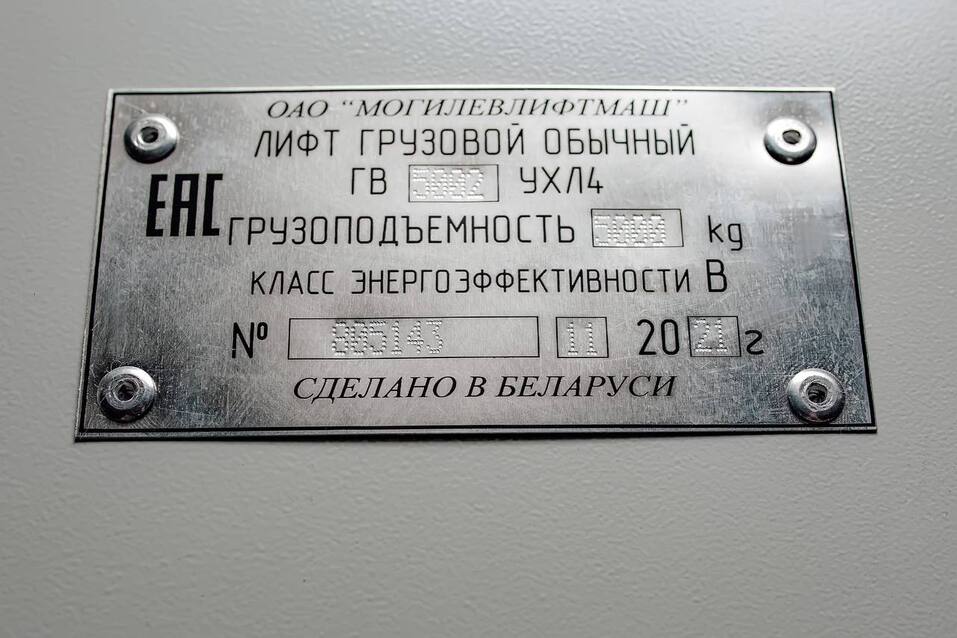 ОАО "МОГИЛЕВЛИФТМАШ"
ЛИФТ ГРУЗОВОЙ ОБЫЧНЫЙ
ГВ 5002 УХЛ4
EAC
ГРУЗОПОДЪЕМНОСТЬ 5000 kg
КЛАСС ЭНЕРГОЭФФЕКТИВНОСТИ B
№ 805143 11 2021 г
СДЕЛАНО В БЕЛАРУСИ